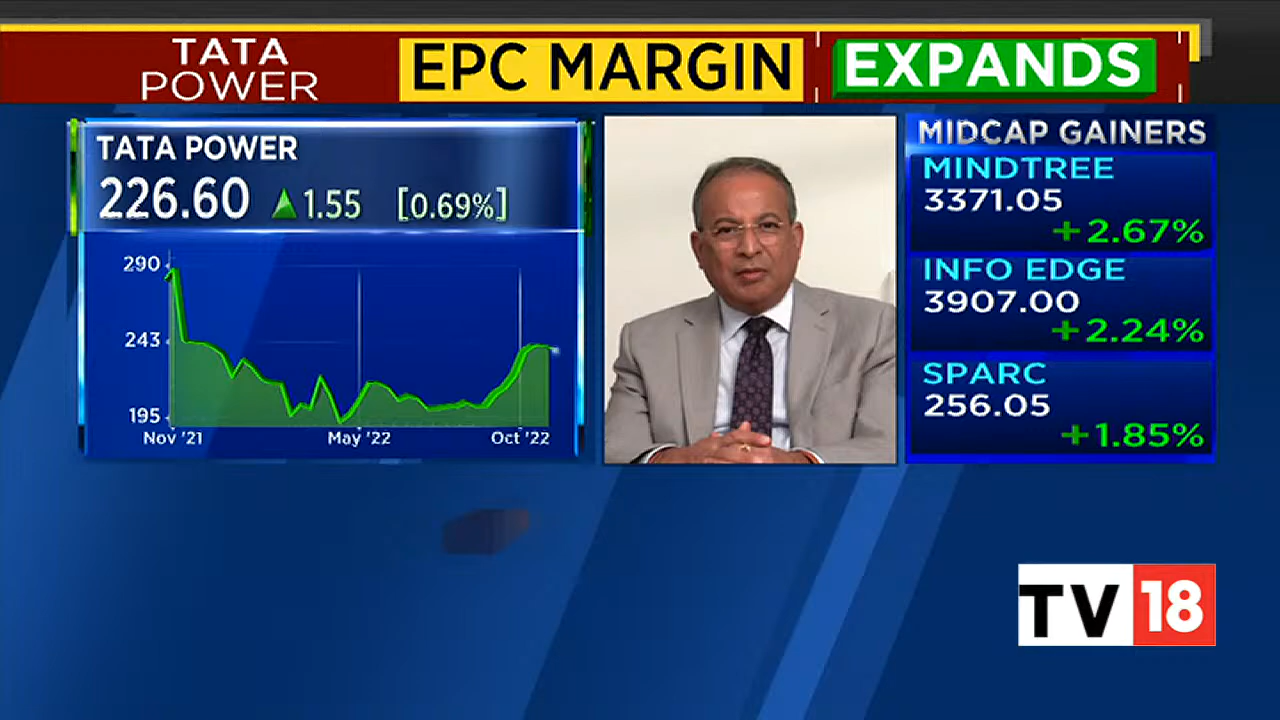 TATA
POWER
EPC MARGIN
EXPANDS
TATA POWER
226.60 ▲ 1.55 [0.69%]
290
243
195
Nov '21 May '22 Oct '22
MIDCAP GAINERS
MINDTREE
3371.05
+2.67%
INFO EDGE
3907.00
+2.24%
SPARC
256.05
+1.85%
TV 18